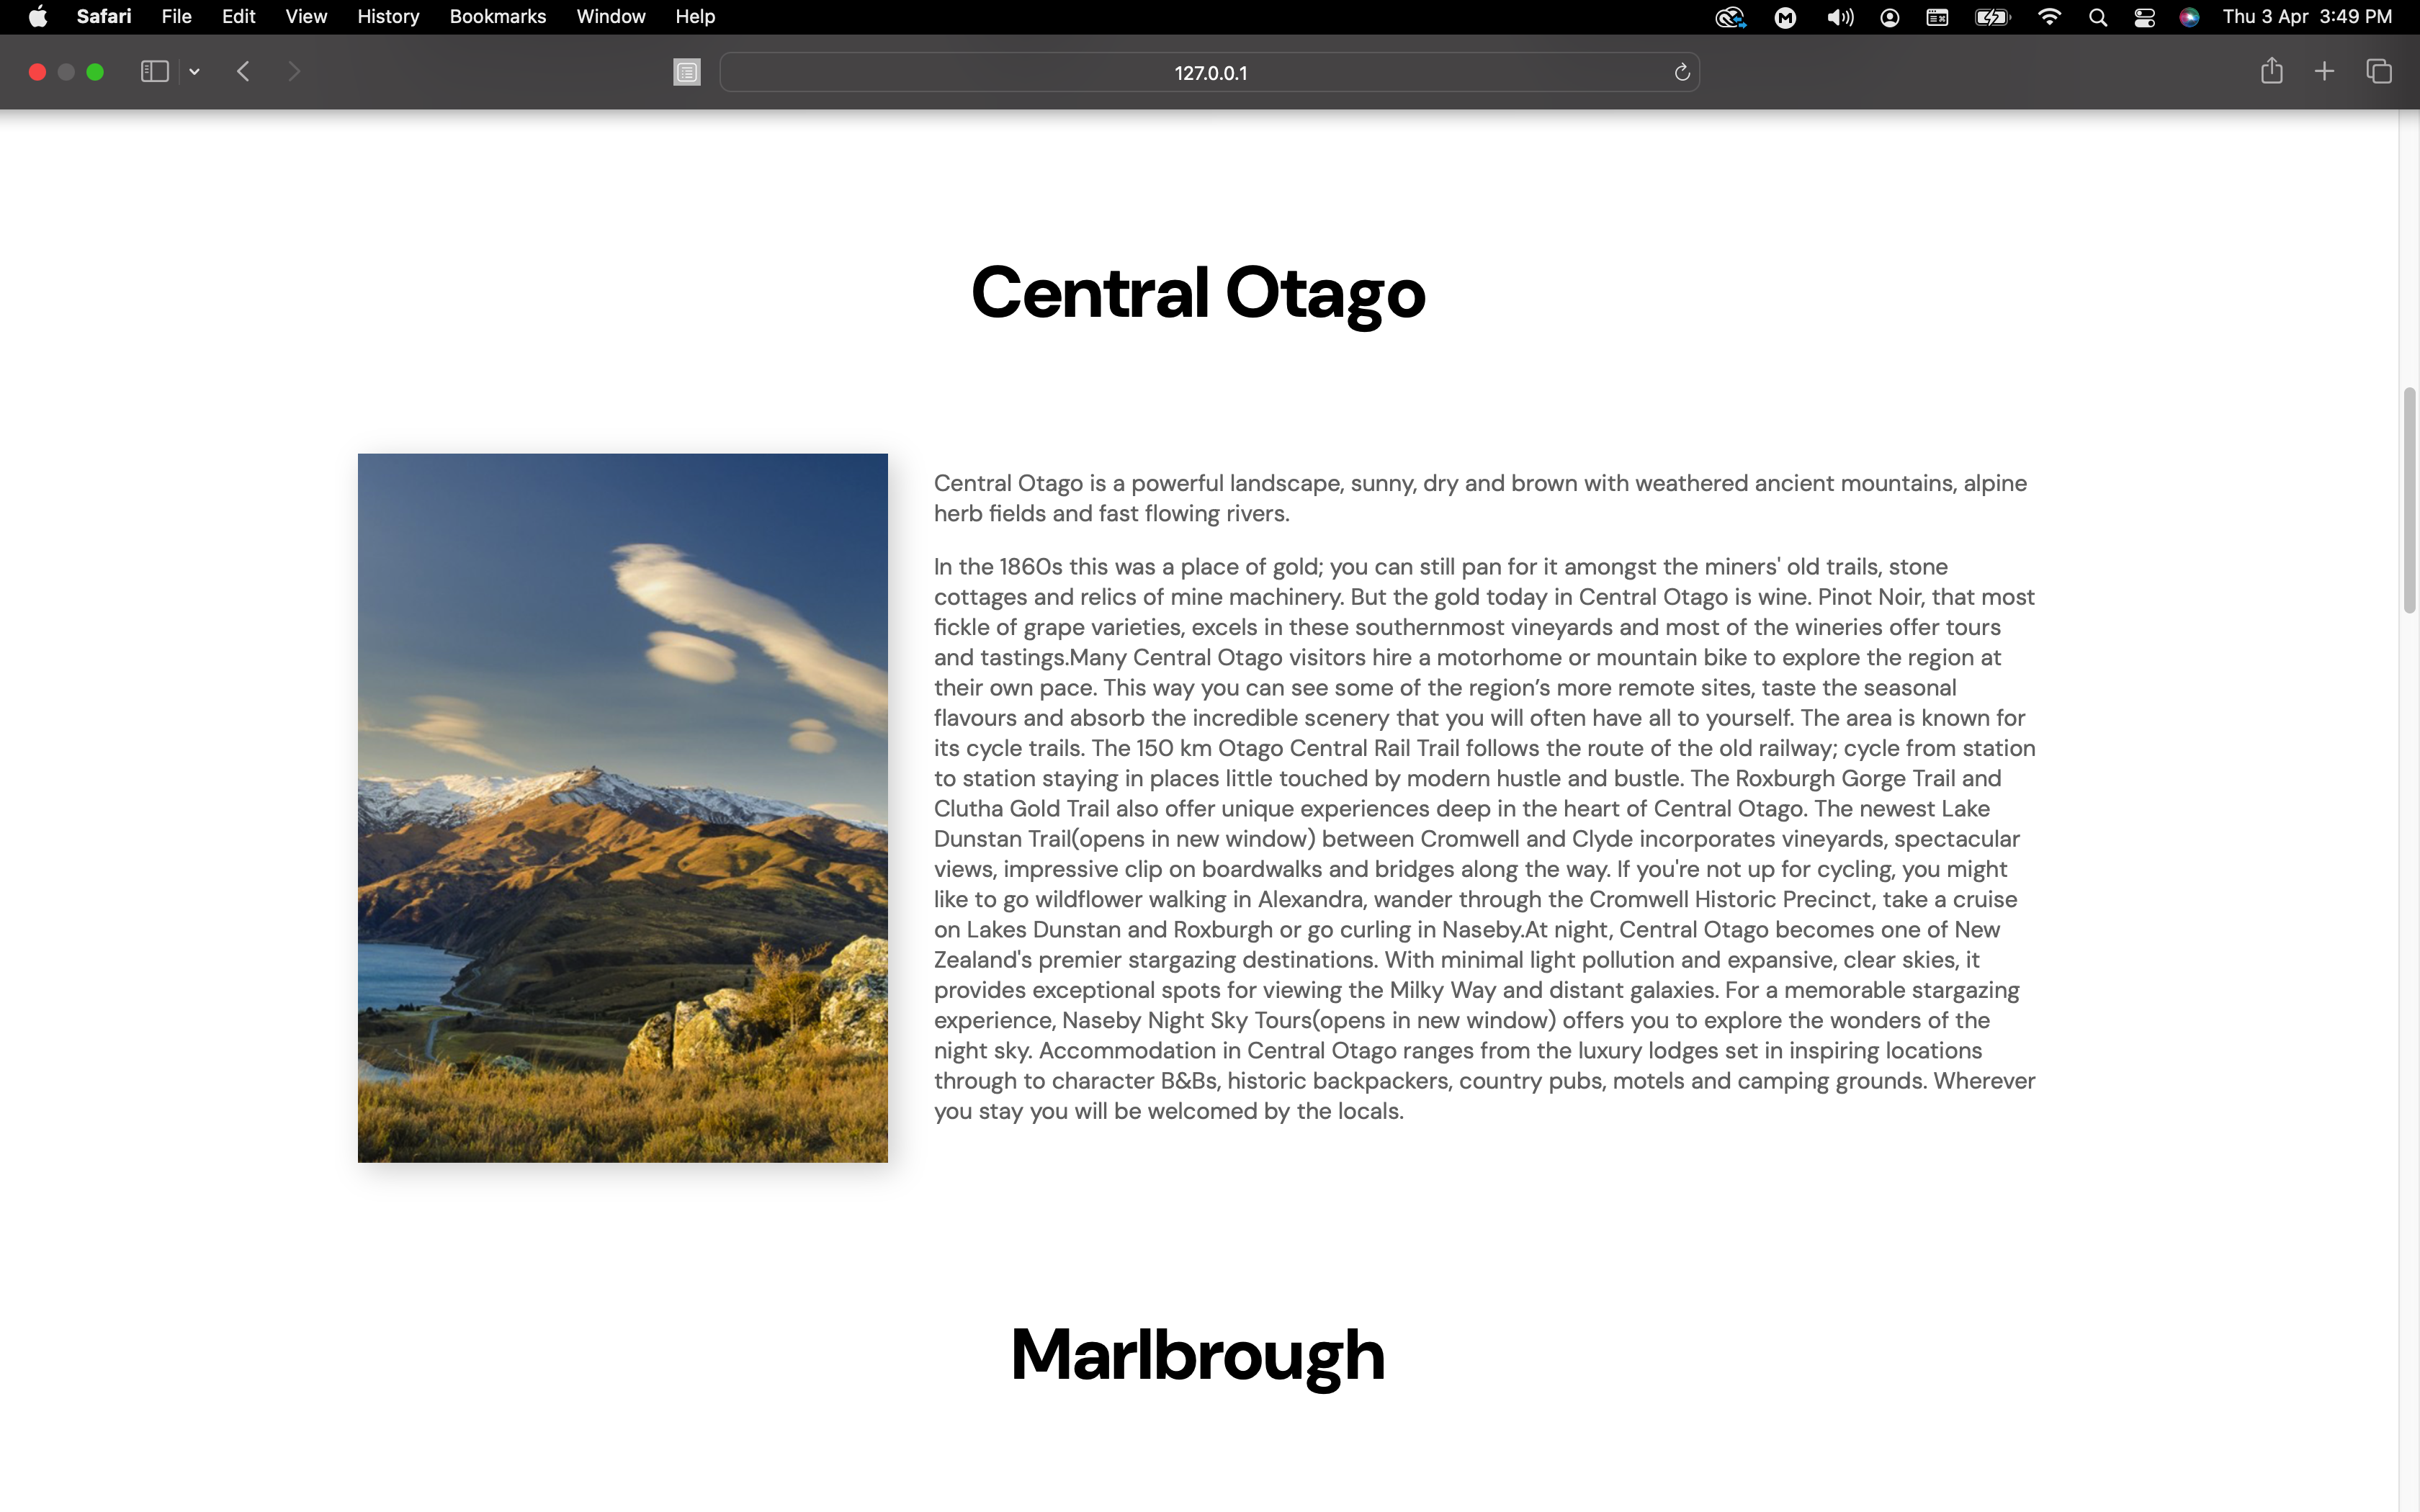 Safari File Edit View History Bookmarks Window Help Thu 3 Apr 3:49 PM
127.0.0.1
Central Otago
Central Otago is a powerful landscape, sunny, dry and brown with weathered ancient mountains, alpine
herb fields and fast flowing rivers.
In the 1860s this was a place of gold; you can still pan for it amongst the miners' old trails, stone
cottages and relics of mine machinery. But the gold today in Central Otago is wine. Pinot Noir, that most
fickle of grape varieties, excels in these southernmost vineyards and most of the wineries offer tours
and tastings.Many Central Otago visitors hire a motorhome or mountain bike to explore the region at
their own pace. This way you can see some of the region’s more remote sites, taste the seasonal
flavours and absorb the incredible scenery that you will often have all to yourself. The area is known for
its cycle trails. The 150 km Otago Central Rail Trail follows the route of the old railway; cycle from station
to station staying in places little touched by modern hustle and bustle. The Roxburgh Gorge Trail and
Clutha Gold Trail also offer unique experiences deep in the heart of Central Otago. The newest Lake
Dunstan Trail(opens in new window) between Cromwell and Clyde incorporates vineyards, spectacular
views, impressive clip on boardwalks and bridges along the way. If you're not up for cycling, you might
like to go wildflower walking in Alexandra, wander through the Cromwell Historic Precinct, take a cruise
on Lakes Dunstan and Roxburgh or go curling in Naseby.At night, Central Otago becomes one of New
Zealand's premier stargazing destinations. With minimal light pollution and expansive, clear skies, it
provides exceptional spots for viewing the Milky Way and distant galaxies. For a memorable stargazing
experience, Naseby Night Sky Tours(opens in new window) offers you to explore the wonders of the
night sky. Accommodation in Central Otago ranges from the luxury lodges set in inspiring locations
through to character B&Bs, historic backpackers, country pubs, motels and camping grounds. Wherever
you stay you will be welcomed by the locals.
Marlbrough